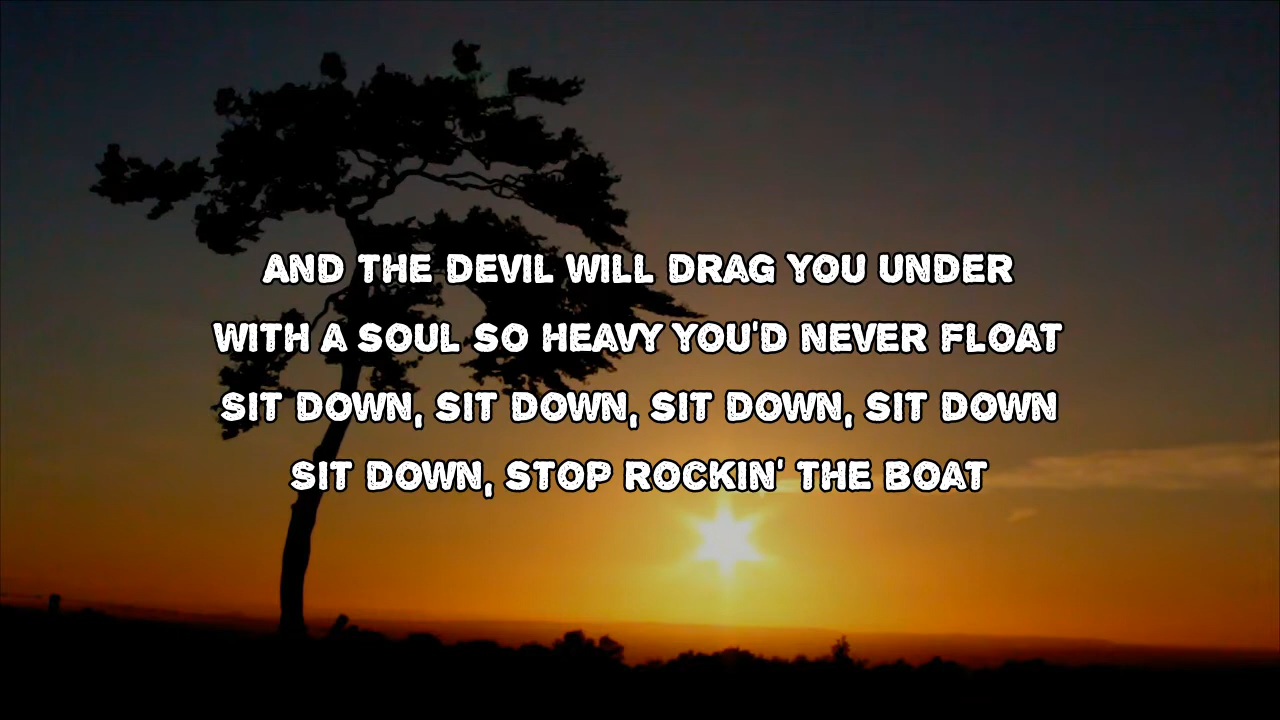 AND THE DEVIL WILL DRAG YOU UNDER
WITH A SOUL SO HEAVY YOU'D NEVER FLOAT
SIT DOWN, SIT DOWN, SIT DOWN, SIT DOWN
SIT DOWN, STOP ROCKIN' THE BOAT